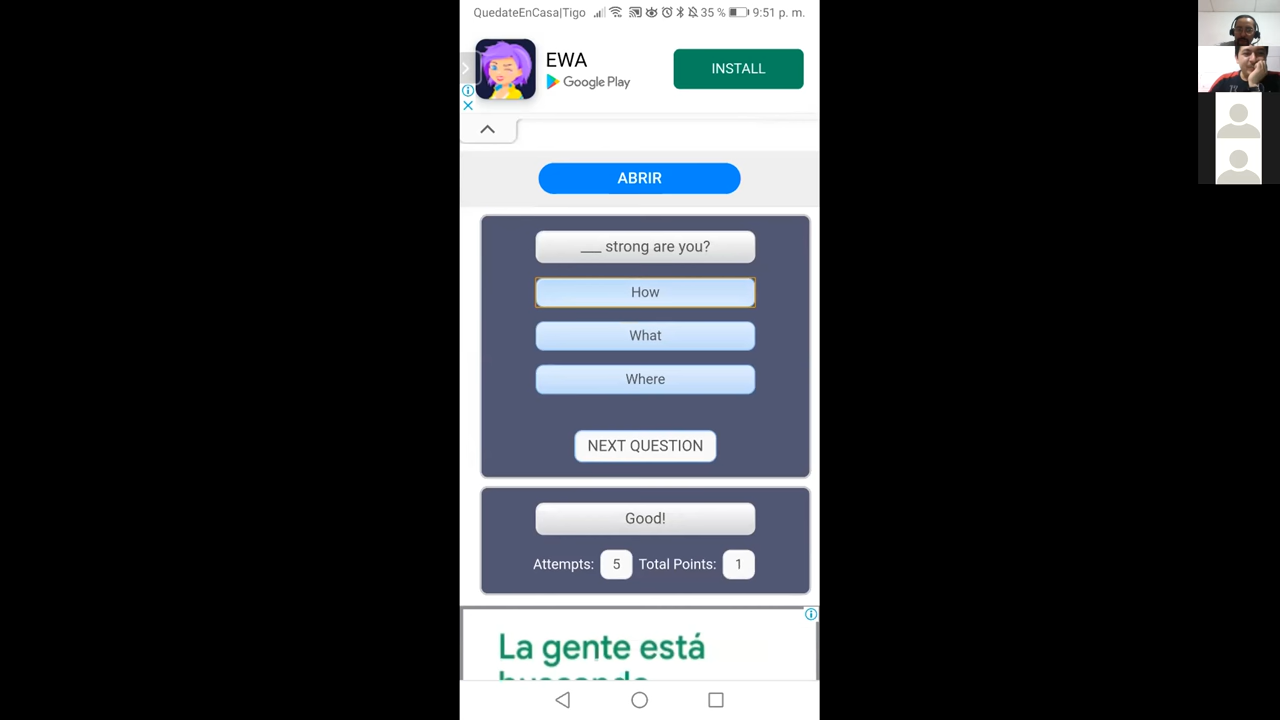 QuedateEnCasa|Tigo 35 % 9:51 p. m.
EWA
Google Play
INSTALL
ABRIR
___ strong are you?
How
What
Where
NEXT QUESTION
Good!
Attempts: 5 Total Points: 1
La gente está
buscando